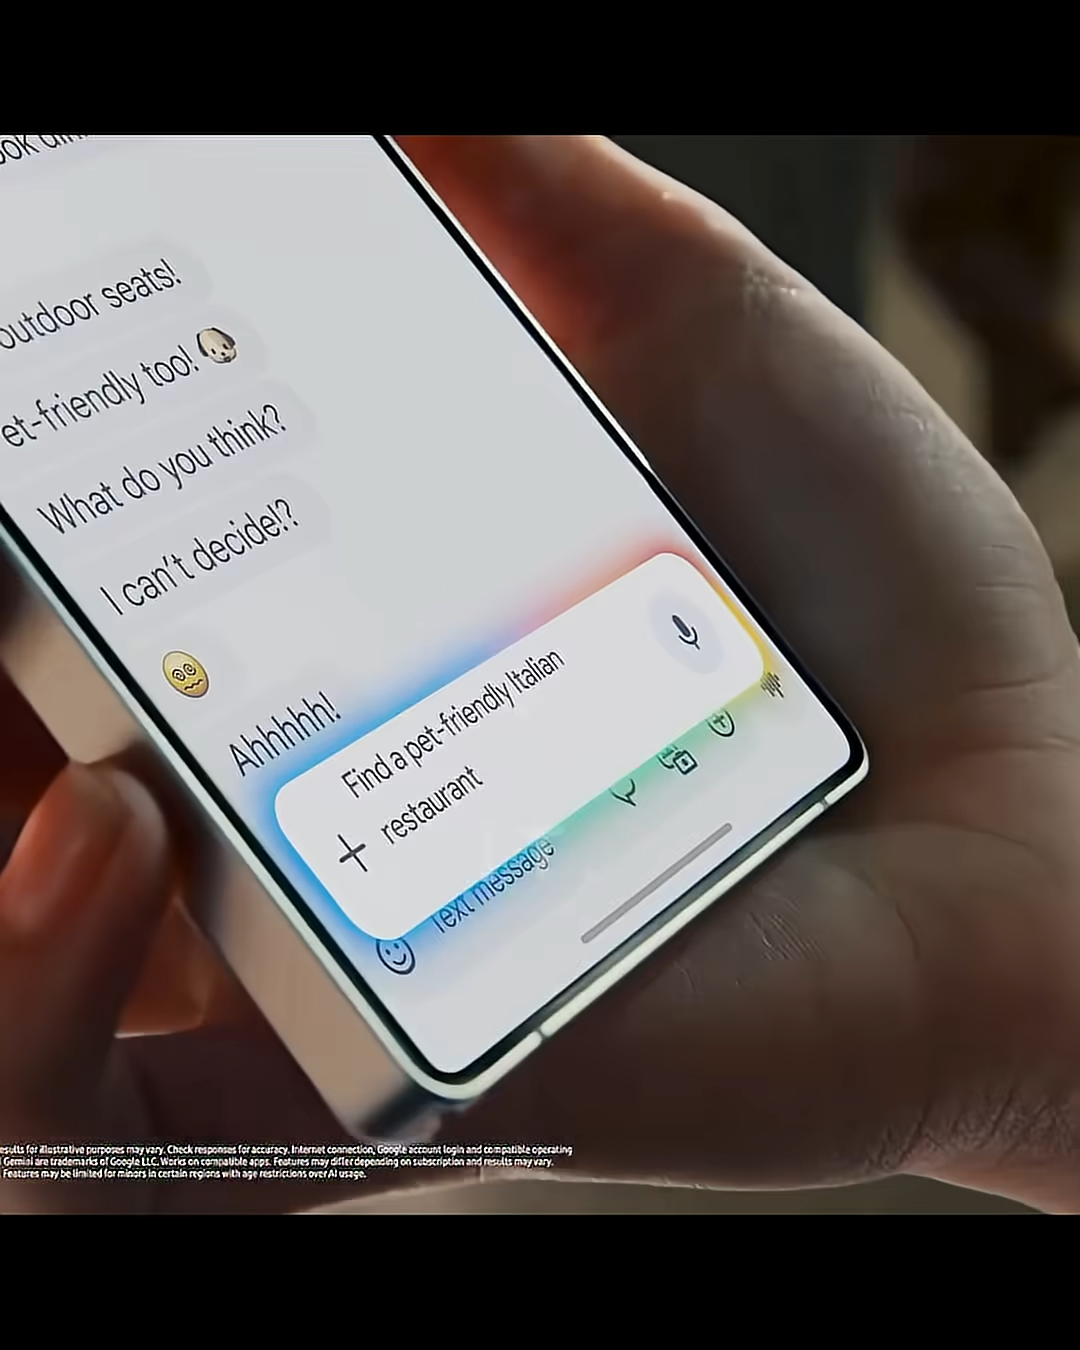 outdoor seats!
et-friendly too! 🐶
What do you think?
I can't decide!?
😵‍💫
Ahhhhh!
Find a pet-friendly Italian
restaurant
Text message
esults for illustrative purposes may vary. Check responses for accuracy. Internet connection, Google account login and compatible operating
Gemini are trademarks of Google LLC. Works on compatible apps. Features may differ depending on subscription and results may vary.
Features may be limited for minors in certain regions with age restrictions over AI usage.